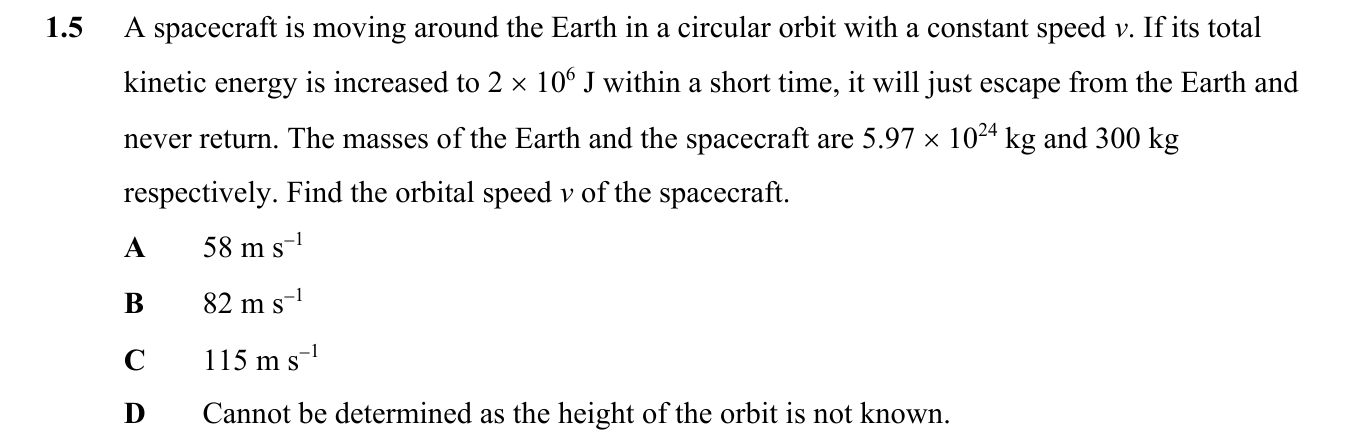 1.5 A spacecraft is moving around the Earth in a circular orbit with a constant speed v. If its total
kinetic energy is increased to 2 × 10⁶ J within a short time, it will just escape from the Earth and
never return. The masses of the Earth and the spacecraft are 5.97 × 10²⁴ kg and 300 kg
respectively. Find the orbital speed v of the spacecraft.
A 58 m s⁻¹
B 82 m s⁻¹
C 115 m s⁻¹
D Cannot be determined as the height of the orbit is not known.